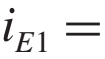 i_{E1} =